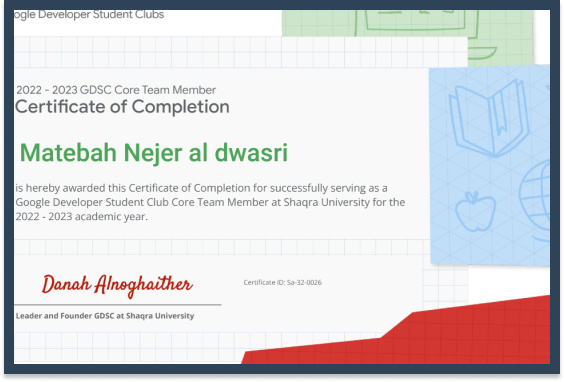 oogle Developer Student Clubs
2022 - 2023 GDSC Core Team Member
Certificate of Completion
Matebah Nejer al dwasri
is hereby awarded this Certificate of Completion for successfully serving as a
Google Developer Student Club Core Team Member at Shaqra University for the
2022 - 2023 academic year.
Danah Alnoghaither
Certificate ID: Sa-32-0026
Leader and Founder GDSC at Shaqra University